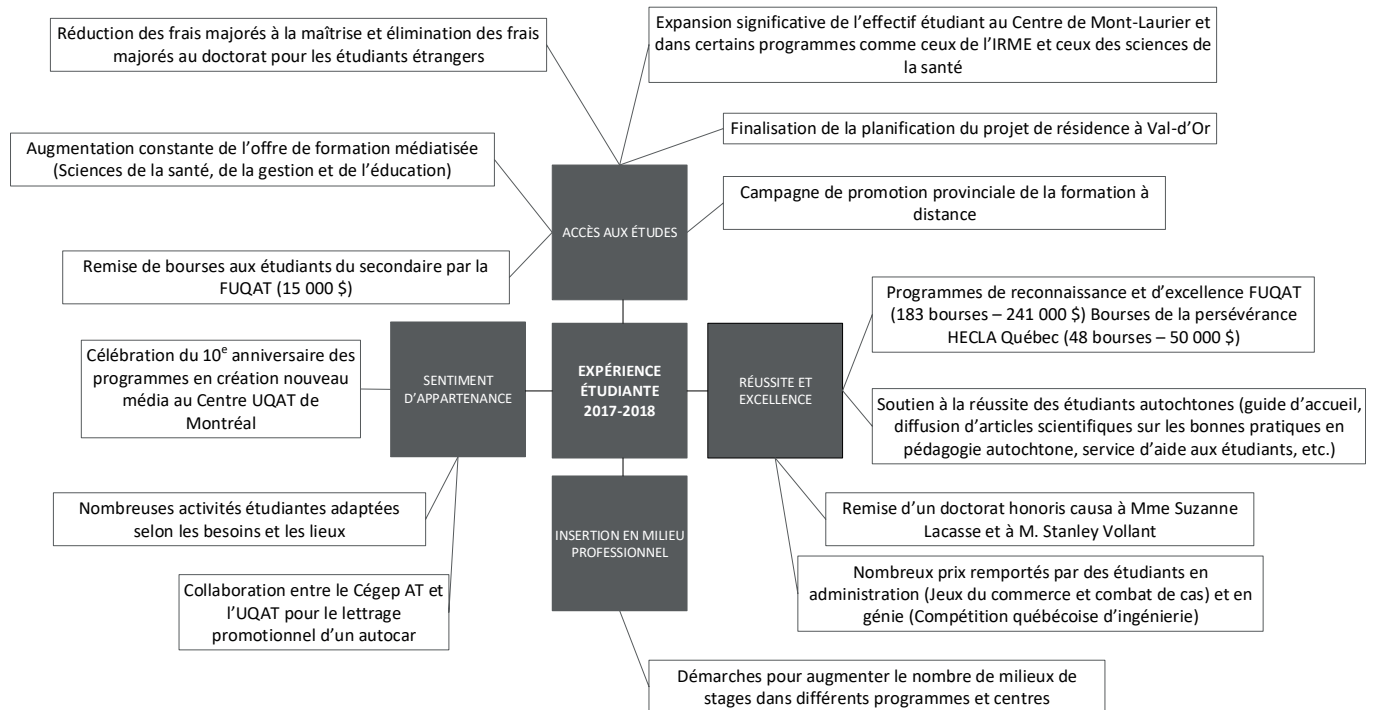 Réduction des frais majorés à la maîtrise et élimination des frais
majorés au doctorat pour les étudiants étrangers
Expansion significative de l’effectif étudiant au Centre de Mont-Laurier et
dans certains programmes comme ceux de l’IRME et ceux des sciences de
la santé
Augmentation constante de l’offre de formation médiatisée
(Sciences de la santé, de la gestion et de l’éducation)
Finalisation de la planification du projet de résidence à Val-d’Or
Campagne de promotion provinciale de la formation à
distance
ACCÈS AUX ÉTUDES
Remise de bourses aux étudiants du secondaire par la
FUQAT (15 000 $)
Programmes de reconnaissance et d’excellence FUQAT
(183 bourses – 241 000 $) Bourses de la persévérance
HECLA Québec (48 bourses – 50 000 $)
Célébration du 10e anniversaire des
programmes en création nouveau
média au Centre UQAT de
Montréal
SENTIMENT
D’APPARTENANCE
EXPÉRIENCE
ÉTUDIANTE
2017-2018
RÉUSSITE ET
EXCELLENCE
Soutien à la réussite des étudiants autochtones (guide d’accueil,
diffusion d’articles scientifiques sur les bonnes pratiques en
pédagogie autochtone, service d’aide aux étudiants, etc.)
Nombreuses activités étudiantes adaptées
selon les besoins et les lieux
INSERTION EN MILIEU
PROFESSIONNEL
Remise d’un doctorat honoris causa à Mme Suzanne
Lacasse et à M. Stanley Vollant
Collaboration entre le Cégep AT et
l’UQAT pour le lettrage
promotionnel d’un autocar
Nombreux prix remportés par des étudiants en
administration (Jeux du commerce et combat de cas) et en
génie (Compétition québécoise d’ingénierie)
Démarches pour augmenter le nombre de milieux de
stages dans différents programmes et centres